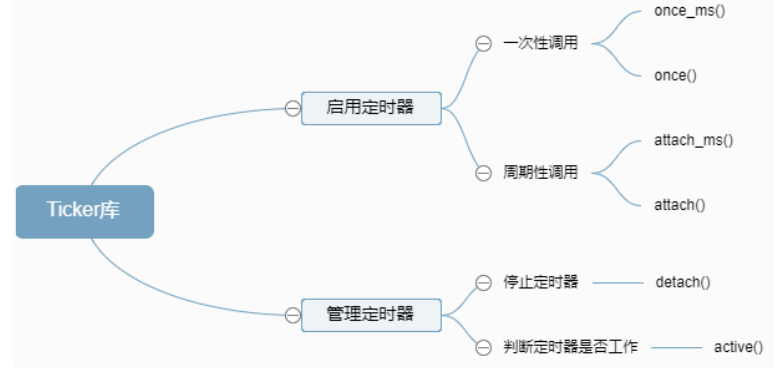 Ticker库
启用定时器
一次性调用
once_ms()
once()
周期性调用
attach_ms()
attach()
管理定时器
停止定时器
detach()
判断定时器是否工作
active()